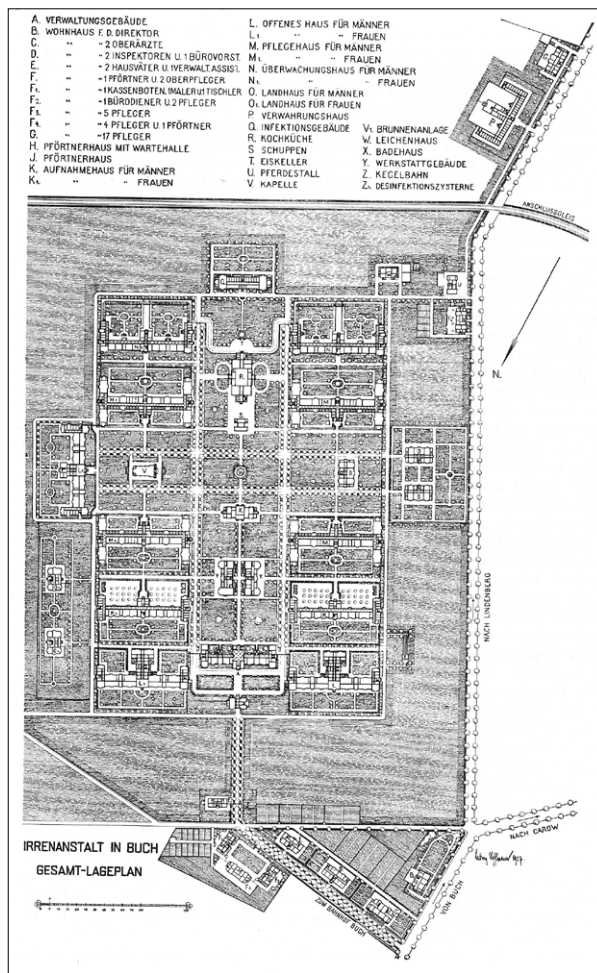 A. VERWALTUNGSGEBÄUDE
B. WOHNHAUS F. D. DIREKTOR
C. " " 2 OBERÄRZTE
D. " " 2 INSPEKTOREN U. 1 BÜROVORST.
E. " " 2 HAUSVÄTER U. 1 VERWALT. ASSIST.
F. " " 1 PFÖRTNER U. 2 OBERPFLEGER
F1. " " 1 KASSENBOTEN, 1 MALER U. 1 TISCHLER
F2. " " 1 BÜRODIENER U. 2 PFLEGER
F3. " " 5 PFLEGER
F4. " " 4 PFLEGER U. 1 PFÖRTNER
G. " " 17 PFLEGER
H. PFÖRTNERHAUS MIT WARTEHALLE
J. PFÖRTNERHAUS
K. AUFNAHMEHAUS FÜR MÄNNER
K1. " " FRAUEN
L. OFFENES HAUS FÜR MÄNNER
L1. " " FRAUEN
M. PFLEGEHAUS FÜR MÄNNER
M1. " " FRAUEN
N. ÜBERWACHUNGSHAUS FÜR MÄNNER
N1. " " FRAUEN
O. LANDHAUS FÜR MÄNNER
O1. LANDHAUS FÜR FRAUEN
P. VERWAHRUNGSHAUS
Q. INFEKTIONSGEBÄUDE
R. KOCHKÜCHE
S. SCHUPPEN
T. EISKELLER
U. PFERDESTALL
V. KAPELLE
V1. BRUNNENANLAGE
W. LEICHENHAUS
X. BADEHAUS
Y. WERKSTATTGEBÄUDE
Z. KEGELBAHN
Z1. DESINFEKTIONSZYSTERNE
ANSCHLUSSGLEIS
N.
R
V
NACH LINDENBERG
NACH CAROW
VON BUCH
ZUM BAHNHOF BUCH
IRRENANSTALT IN BUCH
GESAMT-LAGEPLAN